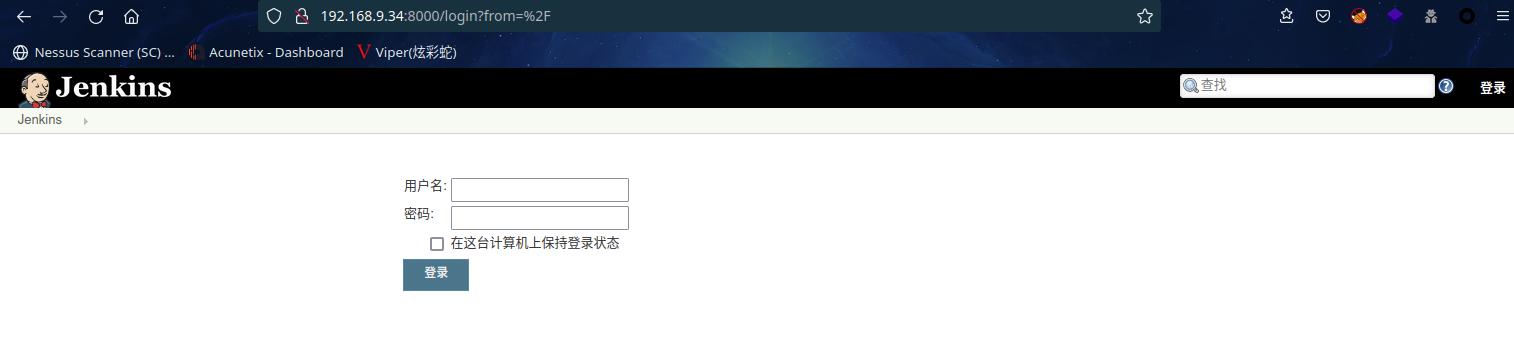 192.168.9.34:8000/login?from=%2F
Nessus Scanner (SC) ... Acunetix - Dashboard Viper(炫彩蛇)
Jenkins 查找 登录
Jenkins
用户名:
密码:
在这台计算机上保持登录状态
登录